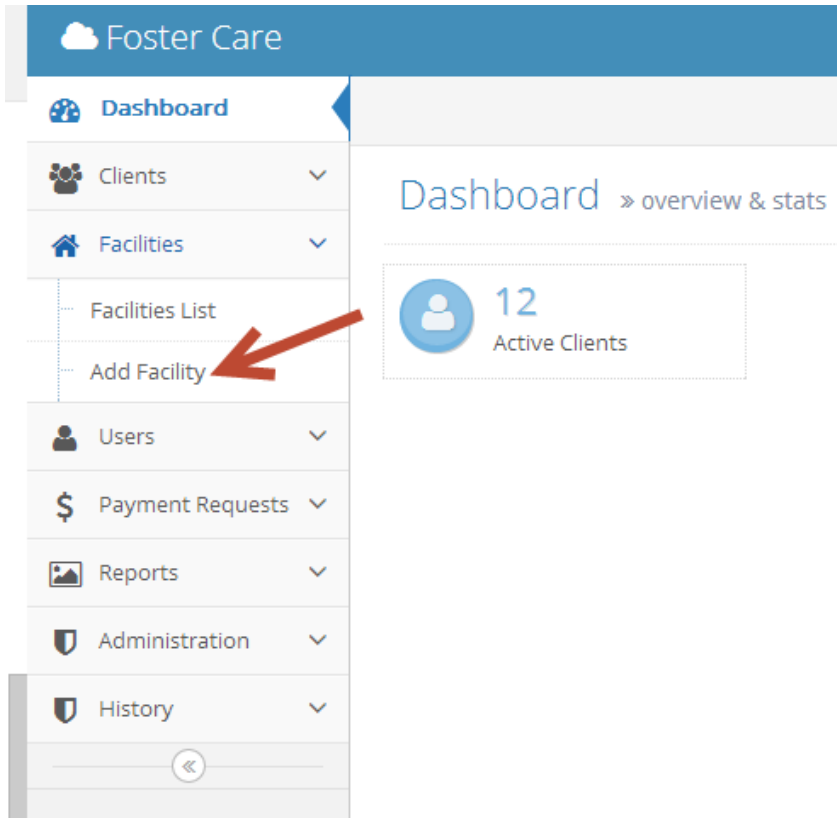 Foster Care
Dashboard
Clients
Facilities
Facilities List
Add Facility
Users
$ Payment Requests
Reports
Administration
History
Dashboard » overview & stats
12
Active Clients